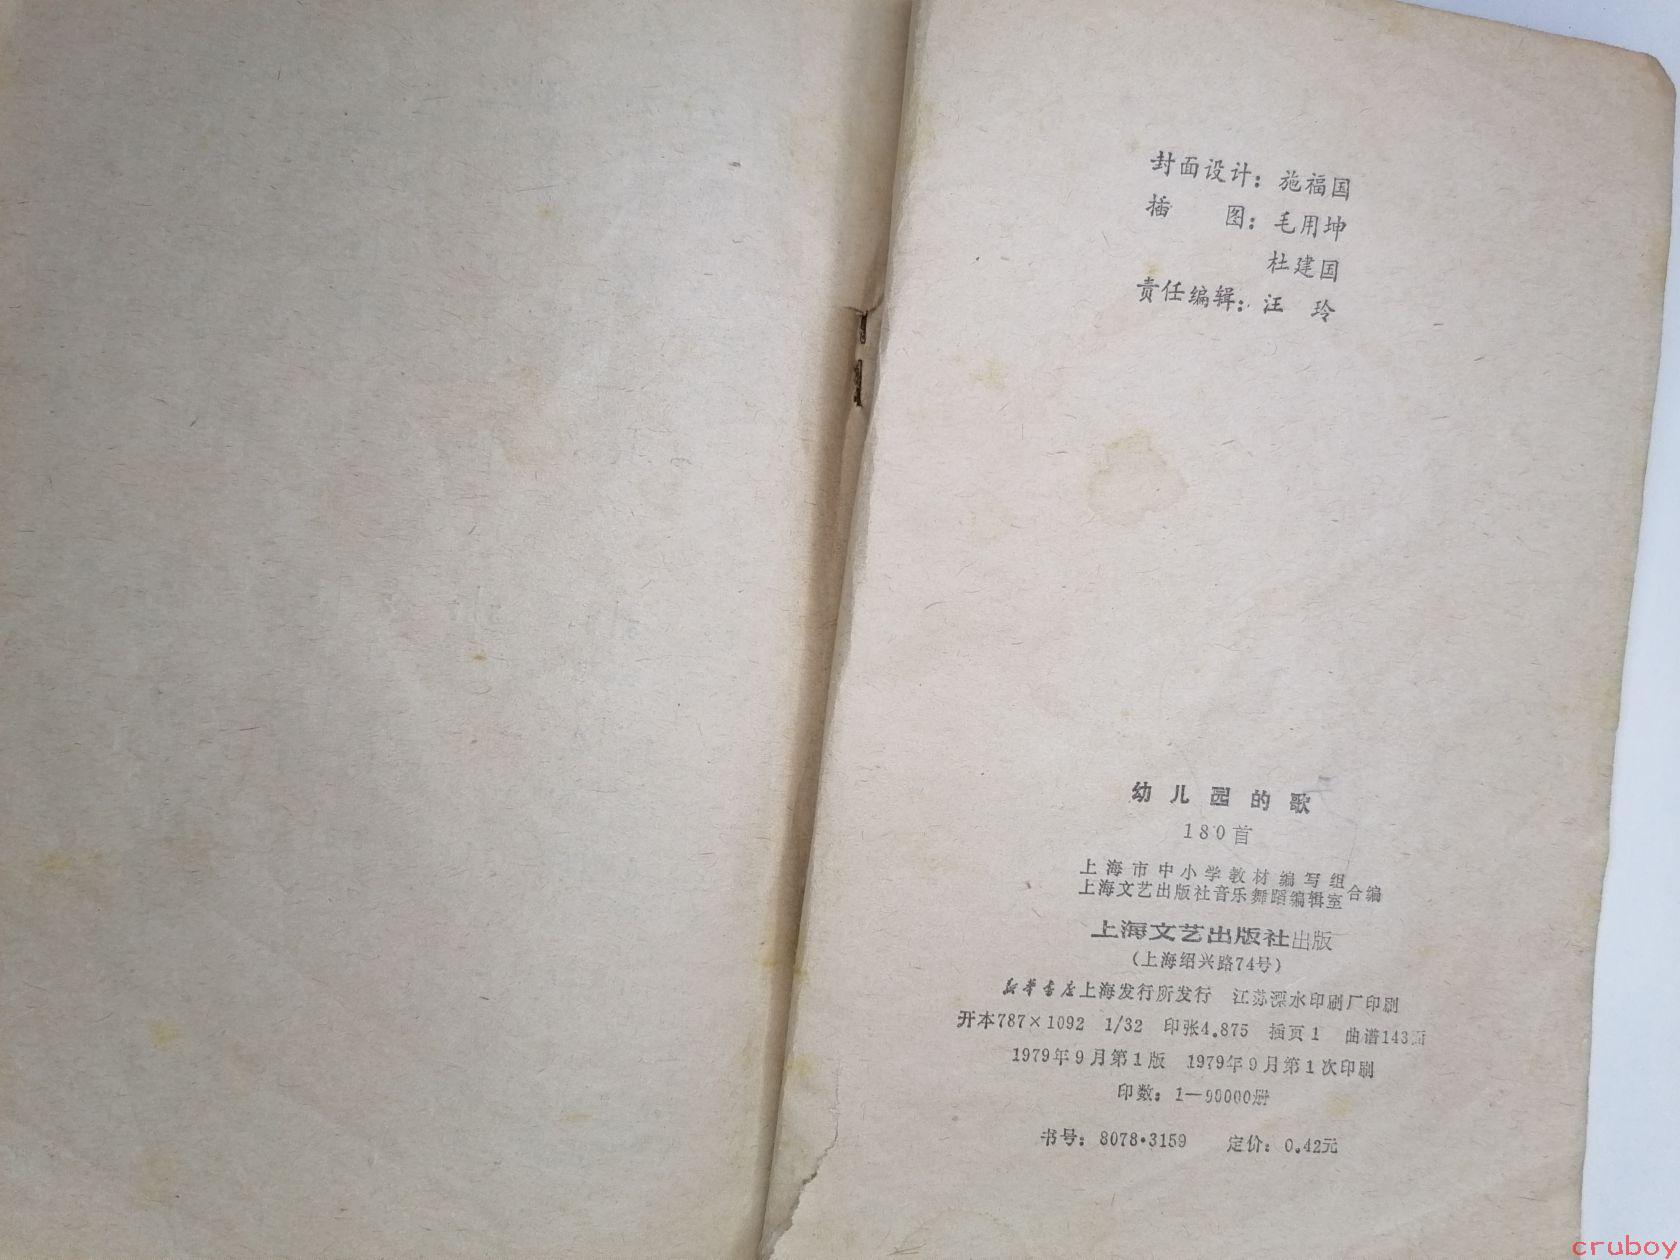 封面设计：施福国
插　　图：毛用坤
杜建国
责任编辑：汪　玲
幼儿园的歌
180首
上海市中小学教材编写组
上海文艺出版社音乐舞蹈编辑室合编
上海文艺出版社出版
（上海绍兴路74号）
新华书店上海发行所发行　江苏溧水印刷厂印刷
开本787×1092　1/32　印张4.875　插页1　曲谱143面
1979年9月第1版　1979年9月第1次印刷
印数：1—90000册
书号：8078·3159　定价：0.42元
cruboy